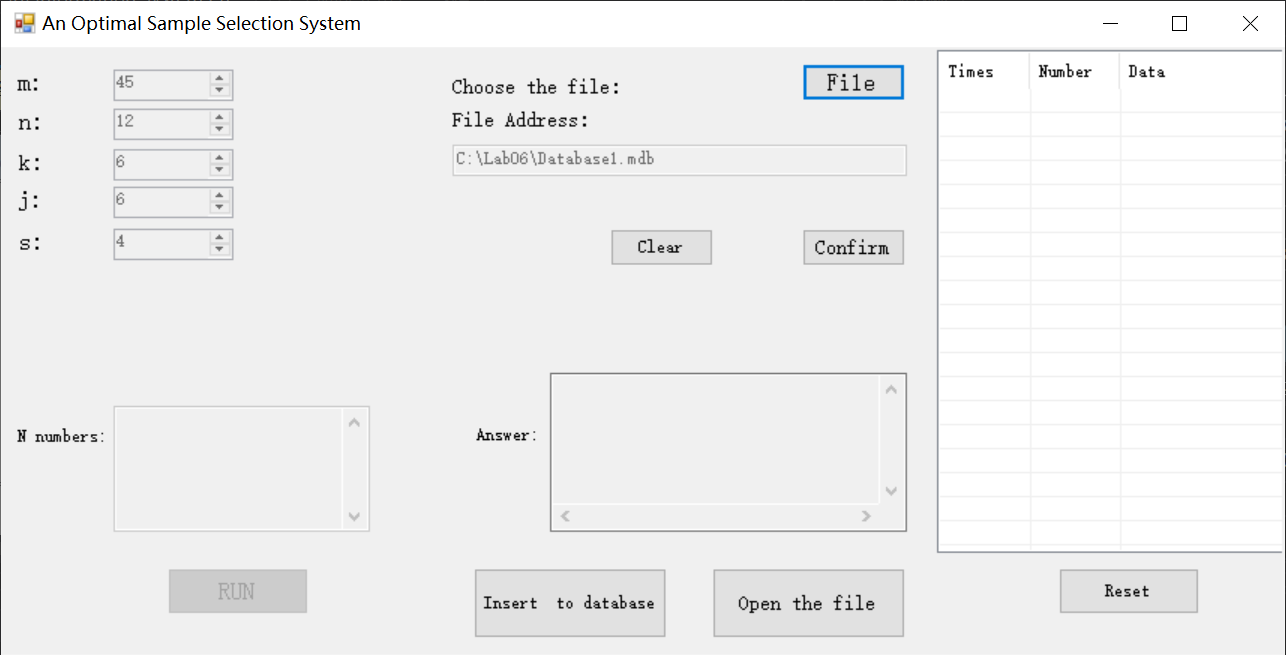 An Optimal Sample Selection System
m: 45
n: 12
k: 6
j: 6
s: 4
Choose the file: File
File Address:
C:\Lab06\Database1.mdb
Clear Confirm
Times Number Data
N numbers:
Answer:
RUN
Insert to database
Open the file
Reset